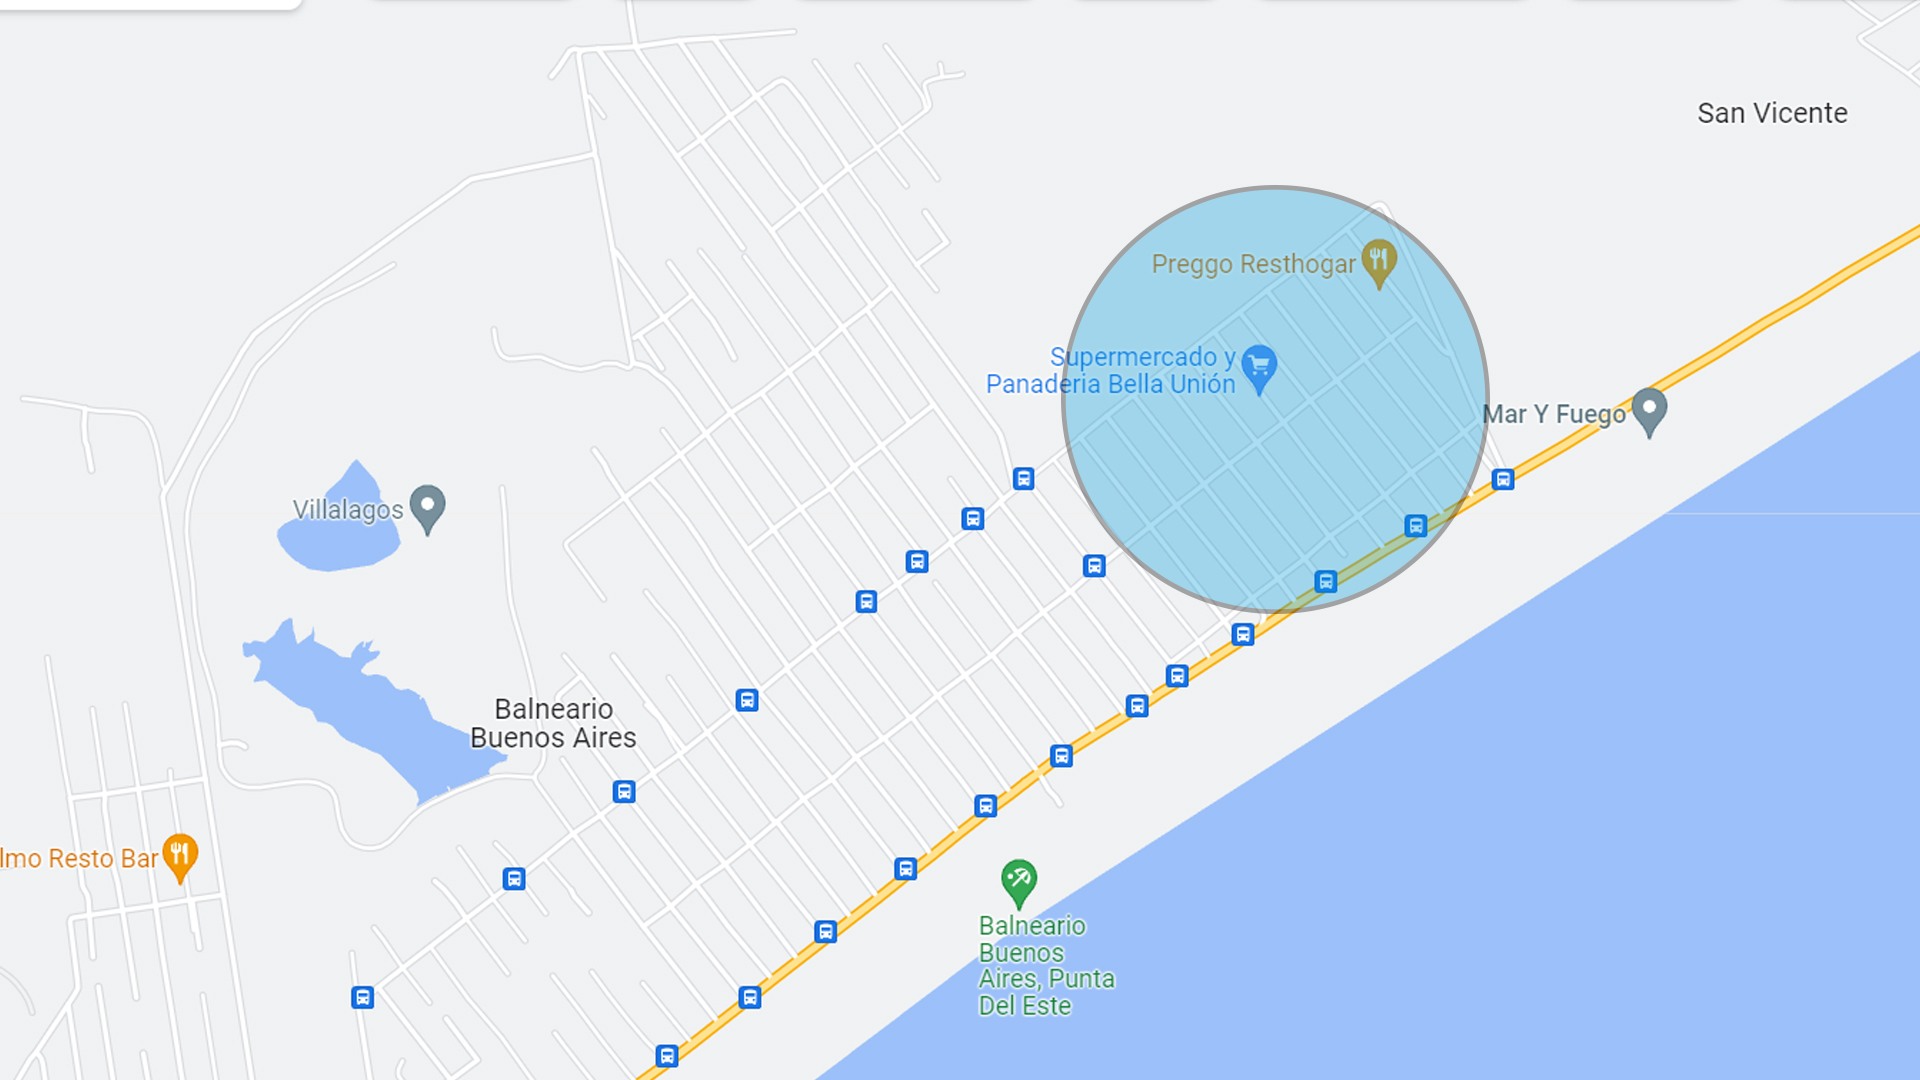 San Vicente
Preggo Resthogar
Supermercado y
Panaderia Bella Unión
Mar Y Fuego
Villalagos
Balneario
Buenos Aires
lmo Resto Bar
Balneario
Buenos
Aires, Punta
Del Este